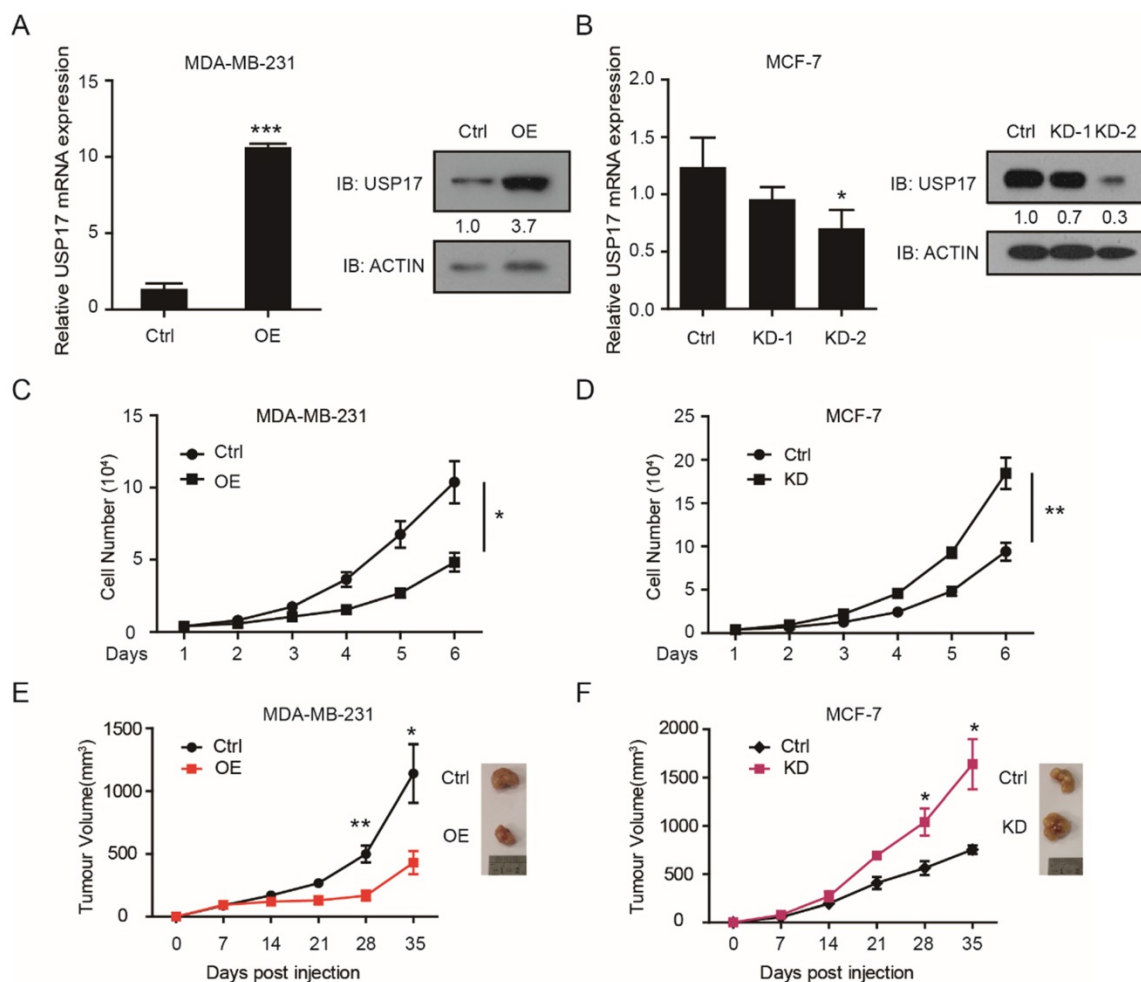 A
MDA-MB-231
Relative USP17 mRNA expression
15
10
5
0
***
Ctrl
OE
Ctrl OE
IB: USP17
1.0 3.7
IB: ACTIN
B
MCF-7
Relative USP17 mRNA expression
2.0
1.5
1.0
0.5
0.0
*
Ctrl
KD-1
KD-2
Ctrl KD-1 KD-2
IB: USP17
1.0 0.7 0.3
IB: ACTIN
C
MDA-MB-231
Cell Number (10⁴)
15
10
5
0
Ctrl
OE
*
Days 1 2 3 4 5 6
D
MCF-7
Cell Number (10⁴)
25
20
15
10
5
0
Ctrl
KD
**
Days 1 2 3 4 5 6
E
MDA-MB-231
Tumour Volume(mm³)
1500
1000
500
0
Ctrl
OE
**
*
0 7 14 21 28 35
Days post injection
Ctrl
OE
F
MCF-7
Tumour Volume(mm³)
2000
1500
1000
500
0
Ctrl
KD
*
*
0 7 14 21 28 35
Days post injection
Ctrl
KD